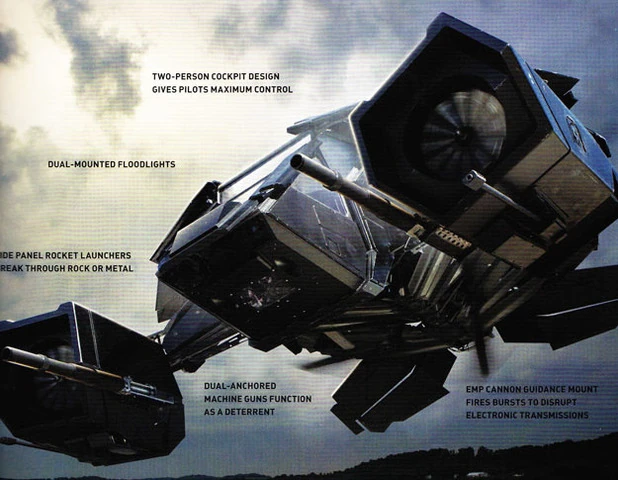 TWO-PERSON COCKPIT DESIGN
GIVES PILOTS MAXIMUM CONTROL
DUAL-MOUNTED FLOODLIGHTS
IDE PANEL ROCKET LAUNCHERS
REAK THROUGH ROCK OR METAL
DUAL-ANCHORED
MACHINE GUNS FUNCTION
AS A DETERRENT
EMP CANNON GUIDANCE MOUNT
FIRES BURSTS TO DISRUPT
ELECTRONIC TRANSMISSIONS